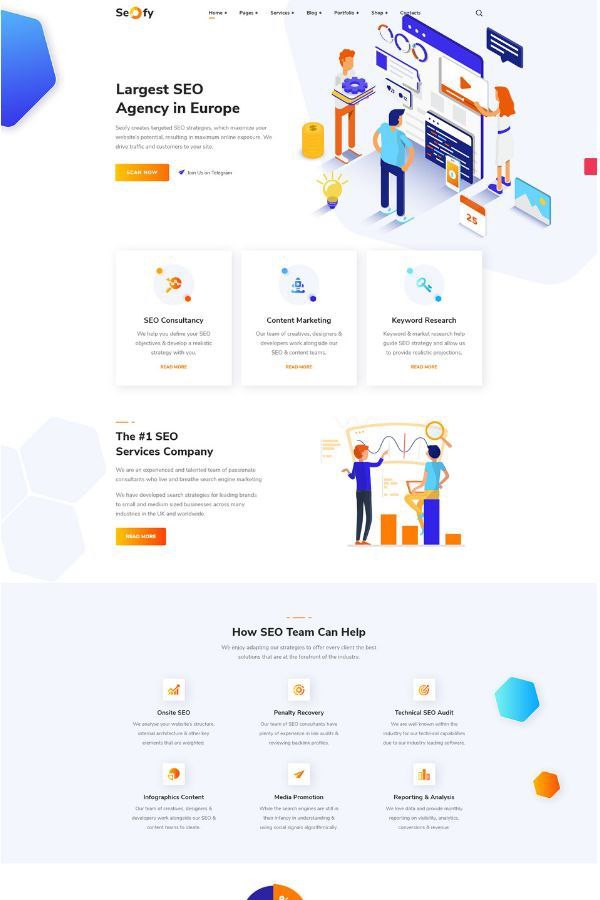 Seofy
Home + Pages + Services + Blog + Portfolio + Shop + Contacts
Largest SEO
Agency in Europe
Seofy creates targeted SEO strategies, which maximize your
website's potential, resulting in maximum online exposure. We
drive traffic and customers to your site.
SCAN NOW
Join Us on Telegram
25
SEO Consultancy
We help you define your SEO
objectives & develop a realistic
strategy with you.
READ MORE
Content Marketing
Our team of creatives, designers &
developers work alongside our
SEO & content teams.
READ MORE
Keyword Research
Keyword & market research help
guide SEO strategy and allow us
to provide realistic projections.
READ MORE
The #1 SEO
Services Company
We are an experienced and talented team of passionate
consultants who live and breathe search engine marketing
We have developed search strategies for leading brands
to small and medium sized businesses across many
industries in the UK and worldwide.
READ MORE
How SEO Team Can Help
We enjoy adapting our strategies to offer every client the best
solutions that are at the forefront of the industry.
Onsite SEO
We analyse your website's structure,
internal architecture & other key
elements that are weighted.
Penalty Recovery
Our team of SEO consultants have
plenty of experience in link audits &
reviewing backlink profiles.
Technical SEO Audit
We are well-known within the
industry for our technical capabilities
due to our industry leading software.
Infographics Content
Our team of creatives, designers &
developers work alongside our SEO &
content teams to ideate.
Media Promotion
While the search engines are still in
their infancy in understanding &
using social signals algorithmically.
Reporting & Analysis
We love data and provide monthly
reporting on visibility, analytics,
conversions & revenue.